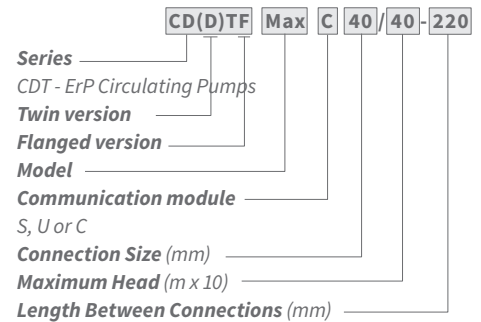 CD(D)TF Max C 40/40-220
Series
CDT - ErP Circulating Pumps
Twin version
Flanged version
Model
Communication module
S, U or C
Connection Size (mm)
Maximum Head (m x 10)
Length Between Connections (mm)